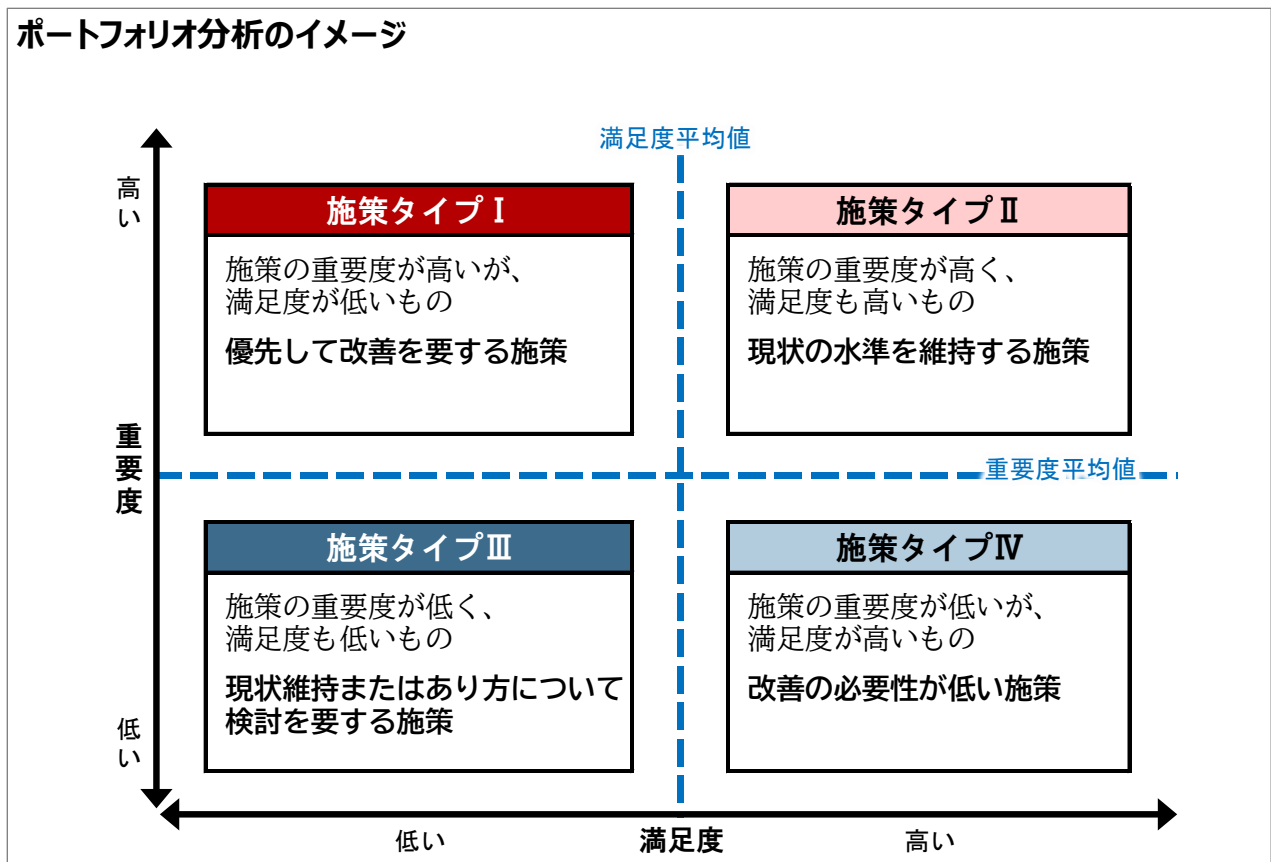 ポートフォリオ分析のイメージ
満足度平均値
高い
施策タイプⅠ
施策の重要度が高いが、
満足度が低いもの
優先して改善を要する施策
施策タイプⅡ
施策の重要度が高く、
満足度も高いもの
現状の水準を維持する施策
重要度
重要度平均値
施策タイプⅢ
施策の重要度が低く、
満足度も低いもの
現状維持またはあり方について
検討を要する施策
施策タイプⅣ
施策の重要度が低いが、
満足度が高いもの
改善の必要性が低い施策
低い
低い
満足度
高い